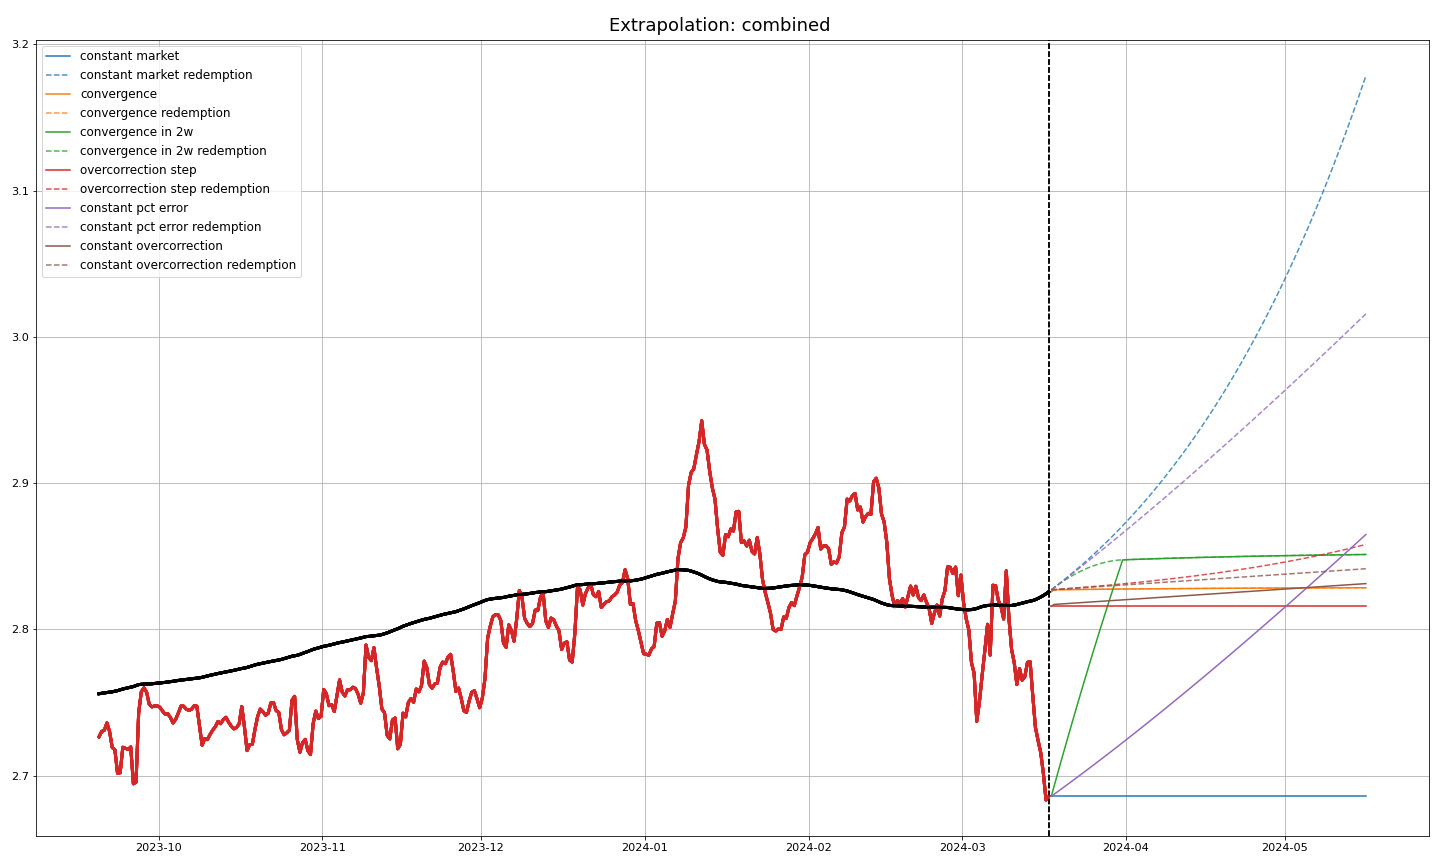 Extrapolation: combined
3.2
3.1
3.0
2.9
2.8
2.7
constant market
constant market redemption
convergence
convergence redemption
convergence in 2w
convergence in 2w redemption
overcorrection step
overcorrection step redemption
constant pct error
constant pct error redemption
constant overcorrection
constant overcorrection redemption
2023-10 2023-11 2023-12 2024-01 2024-02 2024-03 2024-04 2024-05